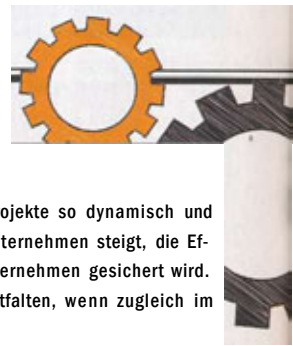 ojekte so dynamisch und
ternehmen steigt, die Ef-
ernehmen gesichert wird.
tfalten, wenn zugleich im